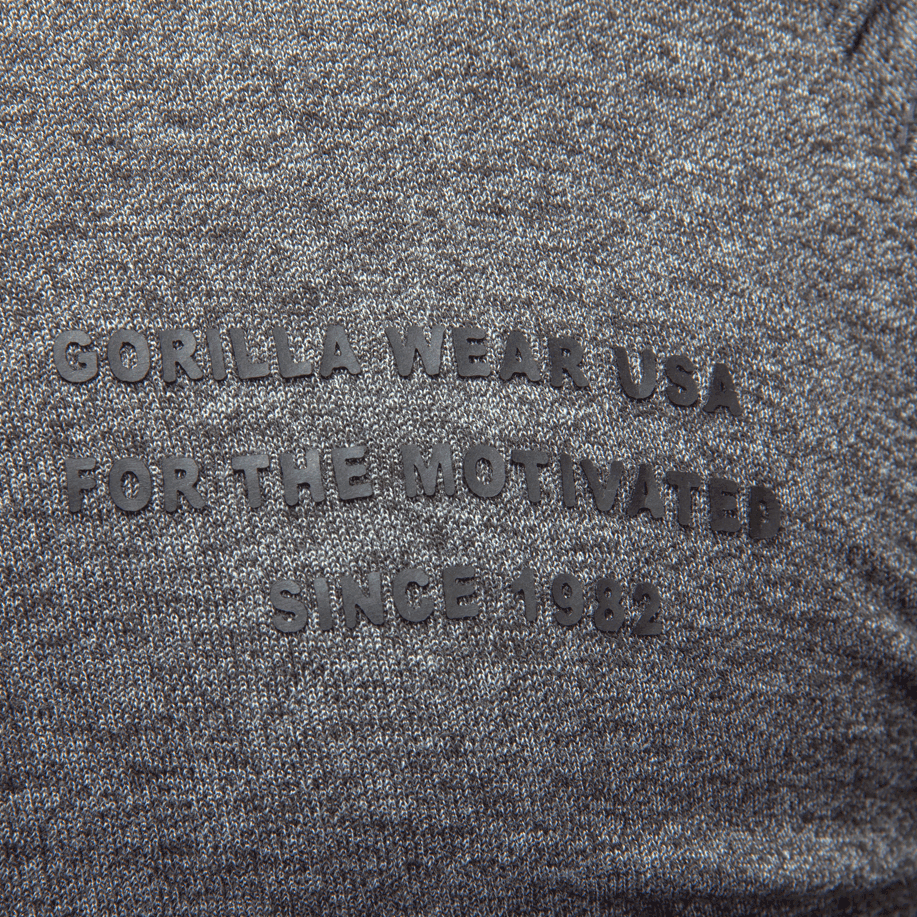 GORILLA WEAR USA
FOR THE MOTIVATED
SINCE 1982